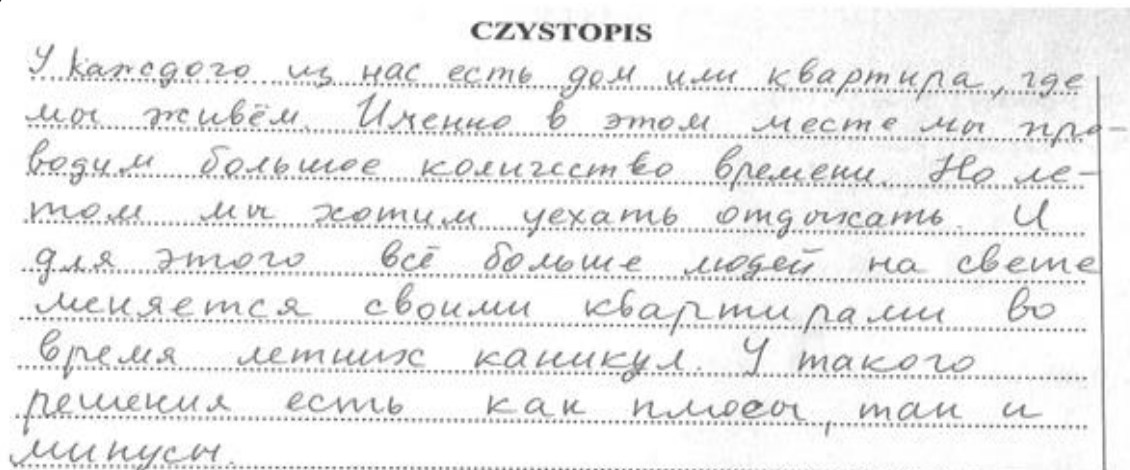 CZYSTOPIS
У каждого из нас есть дом или квартира, где
мы живём. Именно в этом месте мы про-
водим большое количество времени. Но ле-
том мы хотим уехать отдыхать. И
для этого всё больше людей на свете
меняется своими квартирами во
время летних каникул. У такого
решения есть как плюсы, так и
минусы.